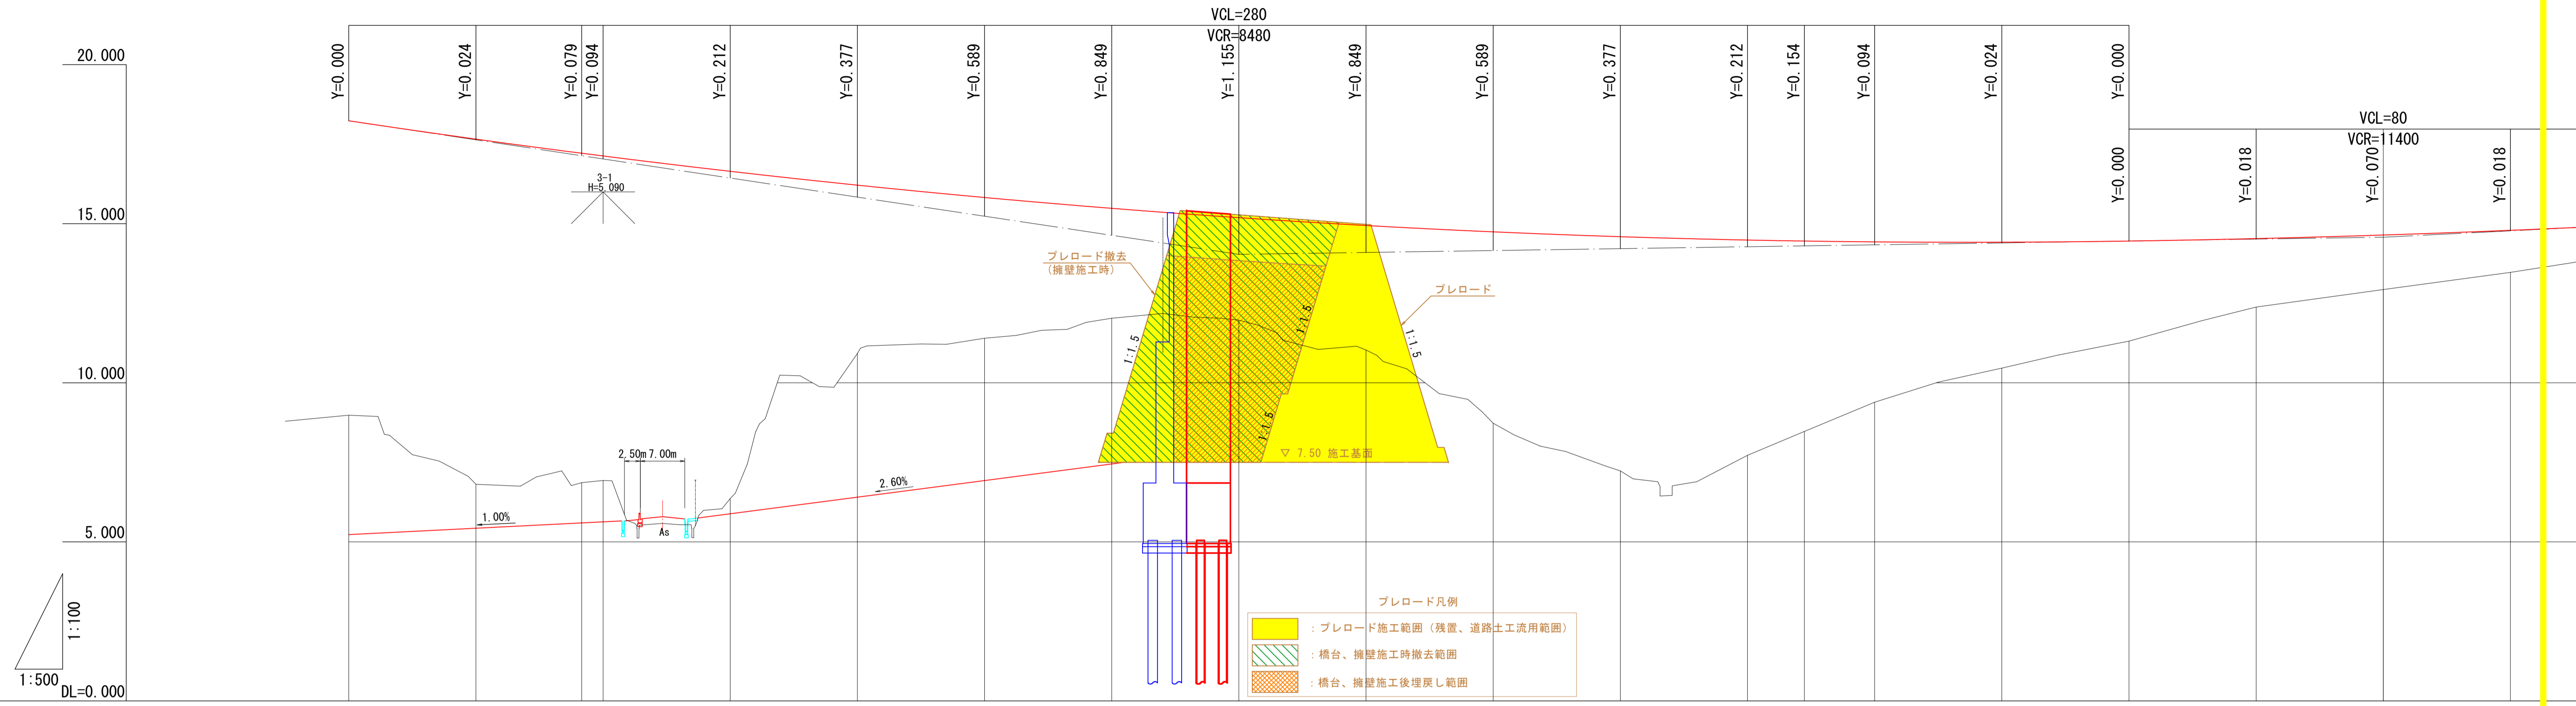 VCL=280
VCR=8480
20.000
Y=0.000
Y=0.024
Y=0.079
Y=0.094
Y=0.212
Y=0.377
Y=0.589
Y=0.849
Y=1.155
Y=0.849
Y=0.589
Y=0.377
Y=0.212
Y=0.154
Y=0.094
Y=0.024
Y=0.000
VCL=80
VCR=11400
Y=0.000
Y=0.018
Y=0.070
Y=0.018
3-1
H=5.090
15.000
プレロード撤去
(擁壁施工時)
プレロード
1:1.5
1:1.5
1:1.5
10.000
1:1.5
▽ 7.50 施工基面
2.50m
7.00m
2.60%
1.00%
As
5.000
1:100
1:500
DL=0.000
プレロード凡例
：プレロード施工範囲（残置、道路土工流用範囲）
：橋台、擁壁施工時撤去範囲
：橋台、擁壁施工後埋戻し範囲